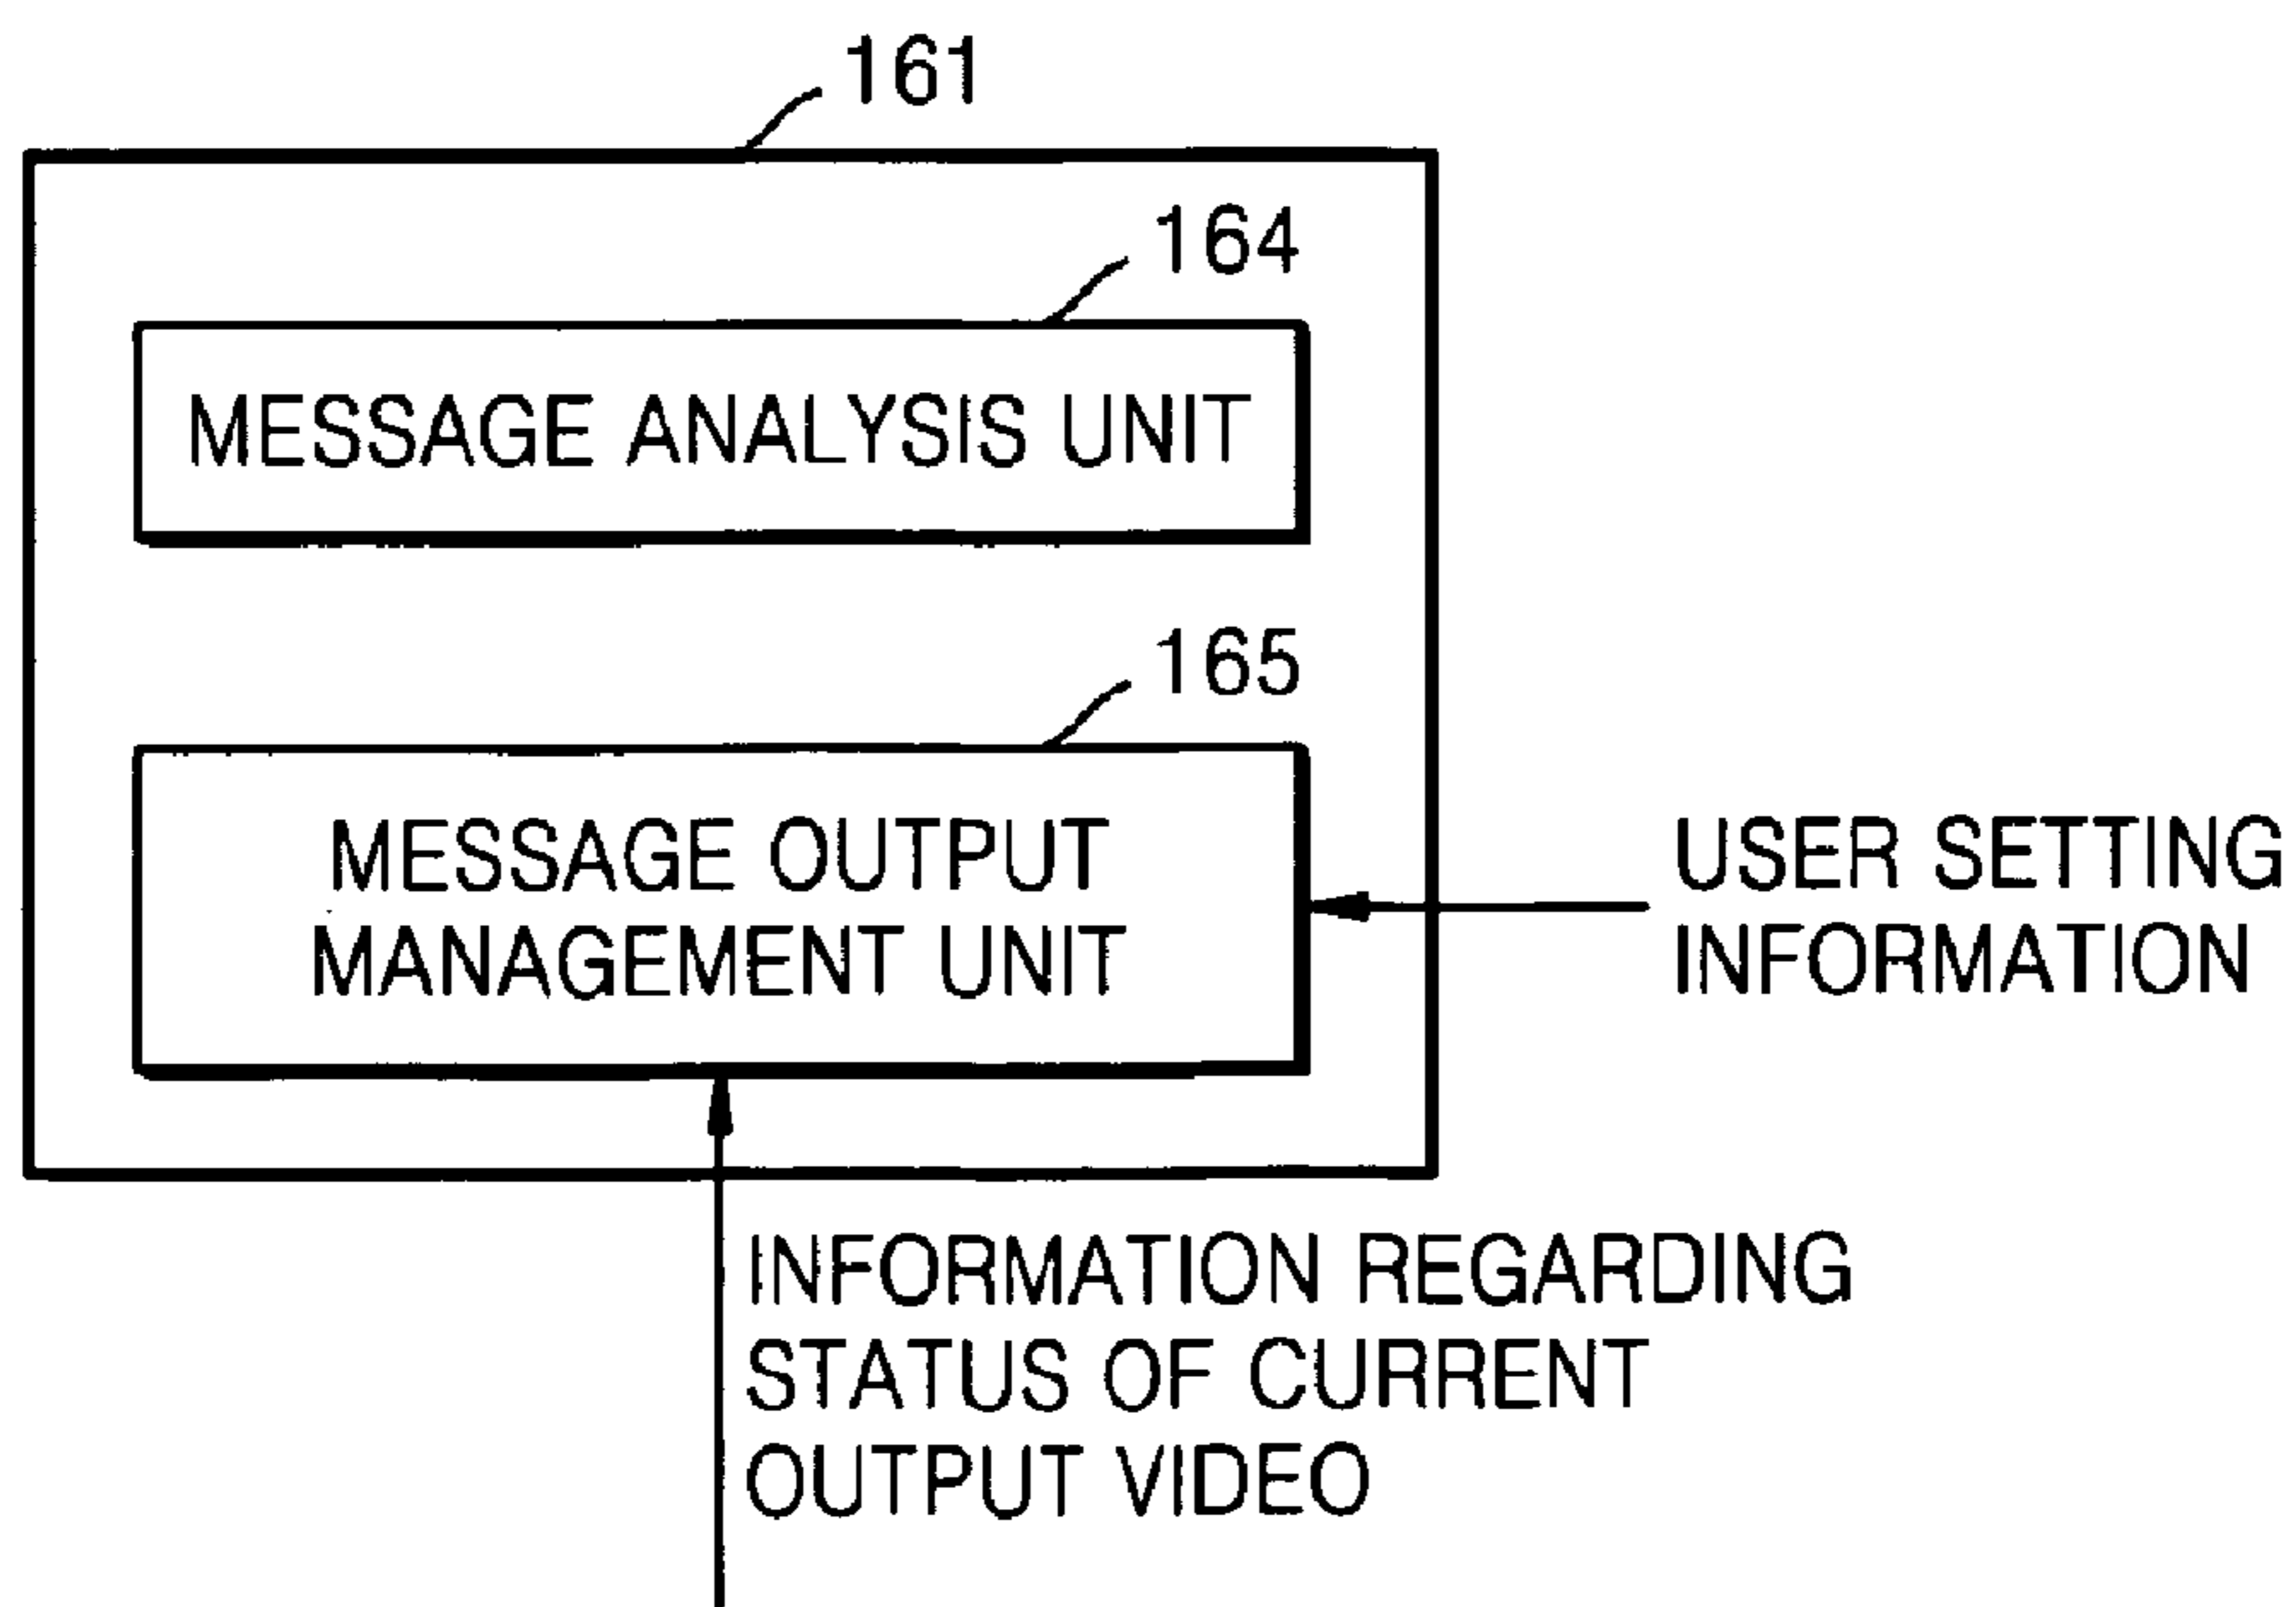 161
164
MESSAGE ANALYSIS UNIT
165
MESSAGE OUTPUT
MANAGEMENT UNIT
USER SETTING
INFORMATION
INFORMATION REGARDING
STATUS OF CURRENT
OUTPUT VIDEO